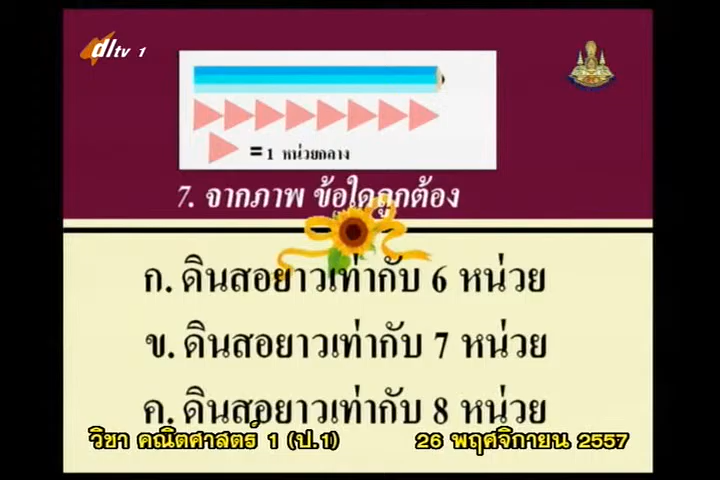 dltv 1
= 1 หน่วยกลาง
7. จากภาพ ข้อใดถูกต้อง
ก. ดินสอยาวเท่ากับ 6 หน่วย
ข. ดินสอยาวเท่ากับ 7 หน่วย
ค. ดินสอยาวเท่ากับ 8 หน่วย
วิชา คณิตศาสตร์ 1 (ป.1) 26 พฤศจิกายน 2557